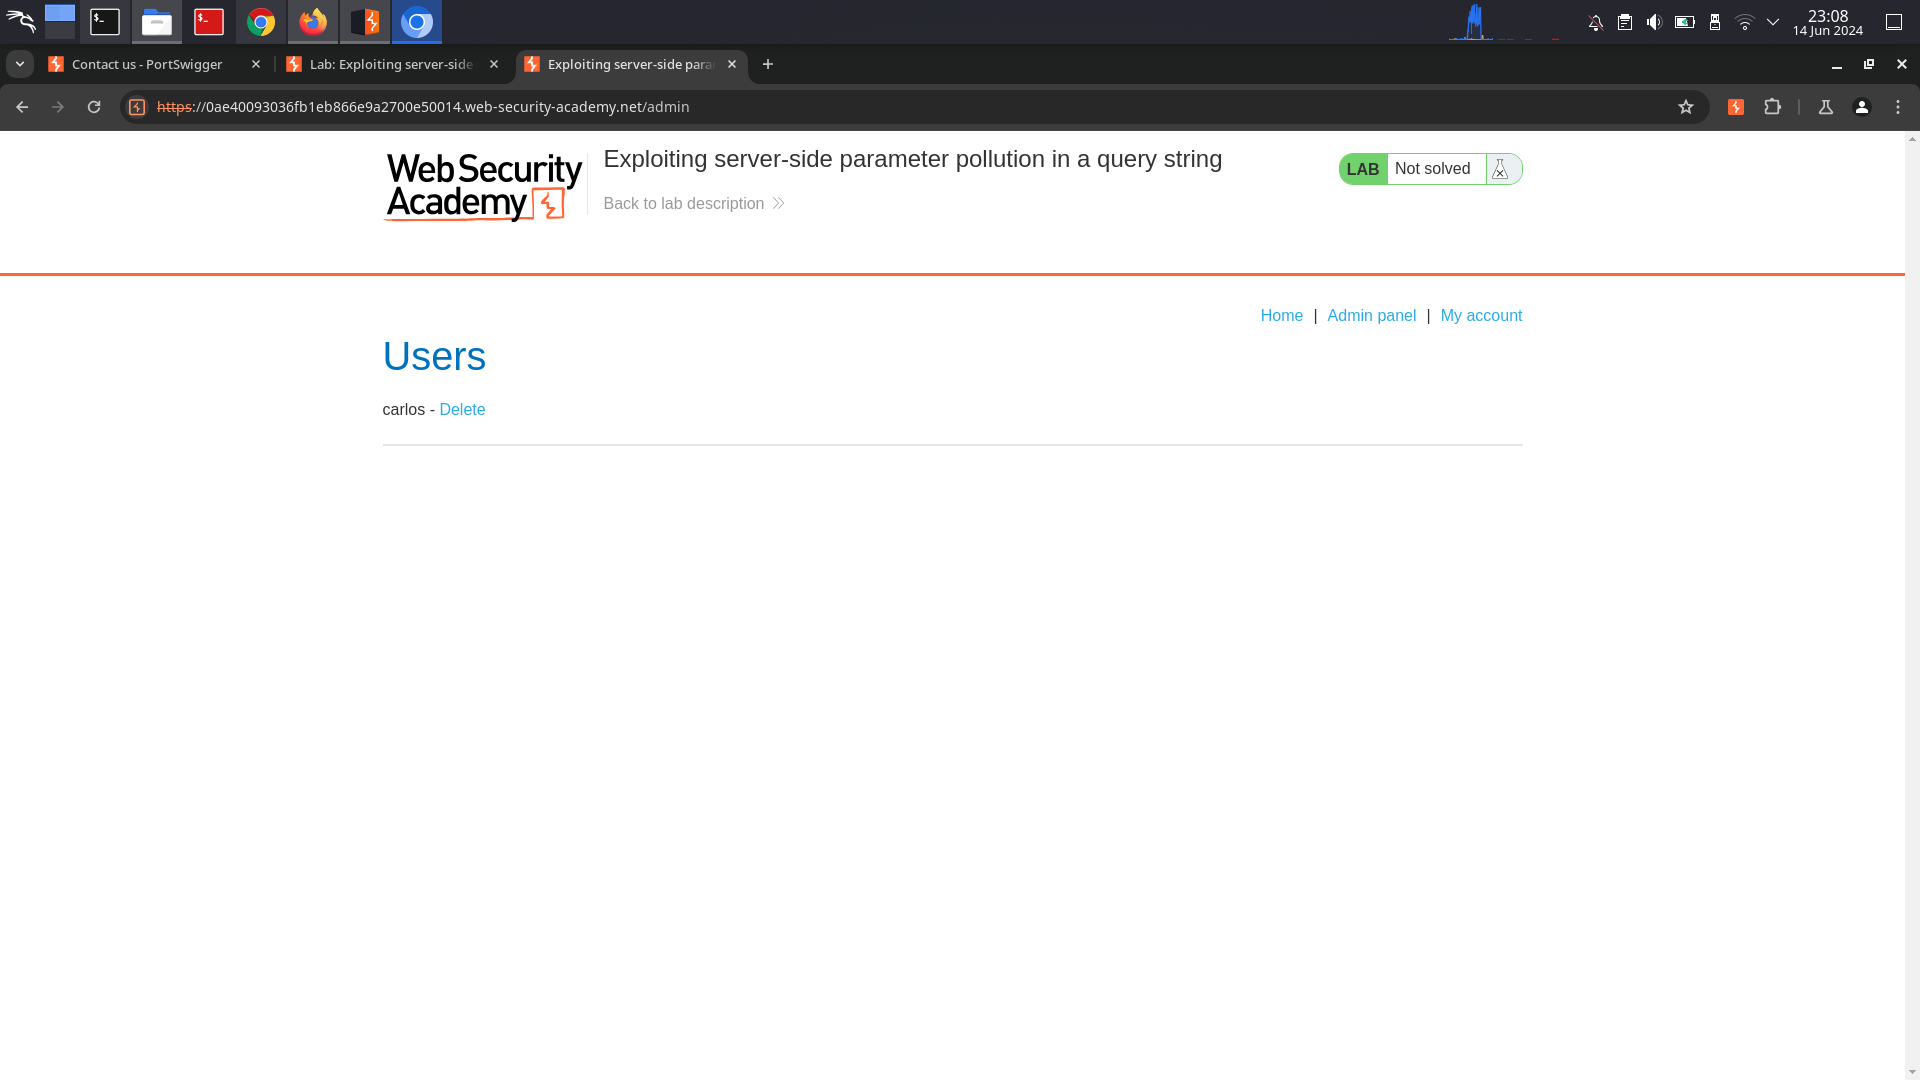 $_
$_
23:08
14 Jun 2024
Contact us - PortSwigger
Lab: Exploiting server-side
Exploiting server-side para
https://0ae40093036fb1eb866e9a2700e50014.web-security-academy.net/admin
Web Security
Academy
Exploiting server-side parameter pollution in a query string
Back to lab description
LAB Not solved
Home | Admin panel | My account
Users
carlos - Delete